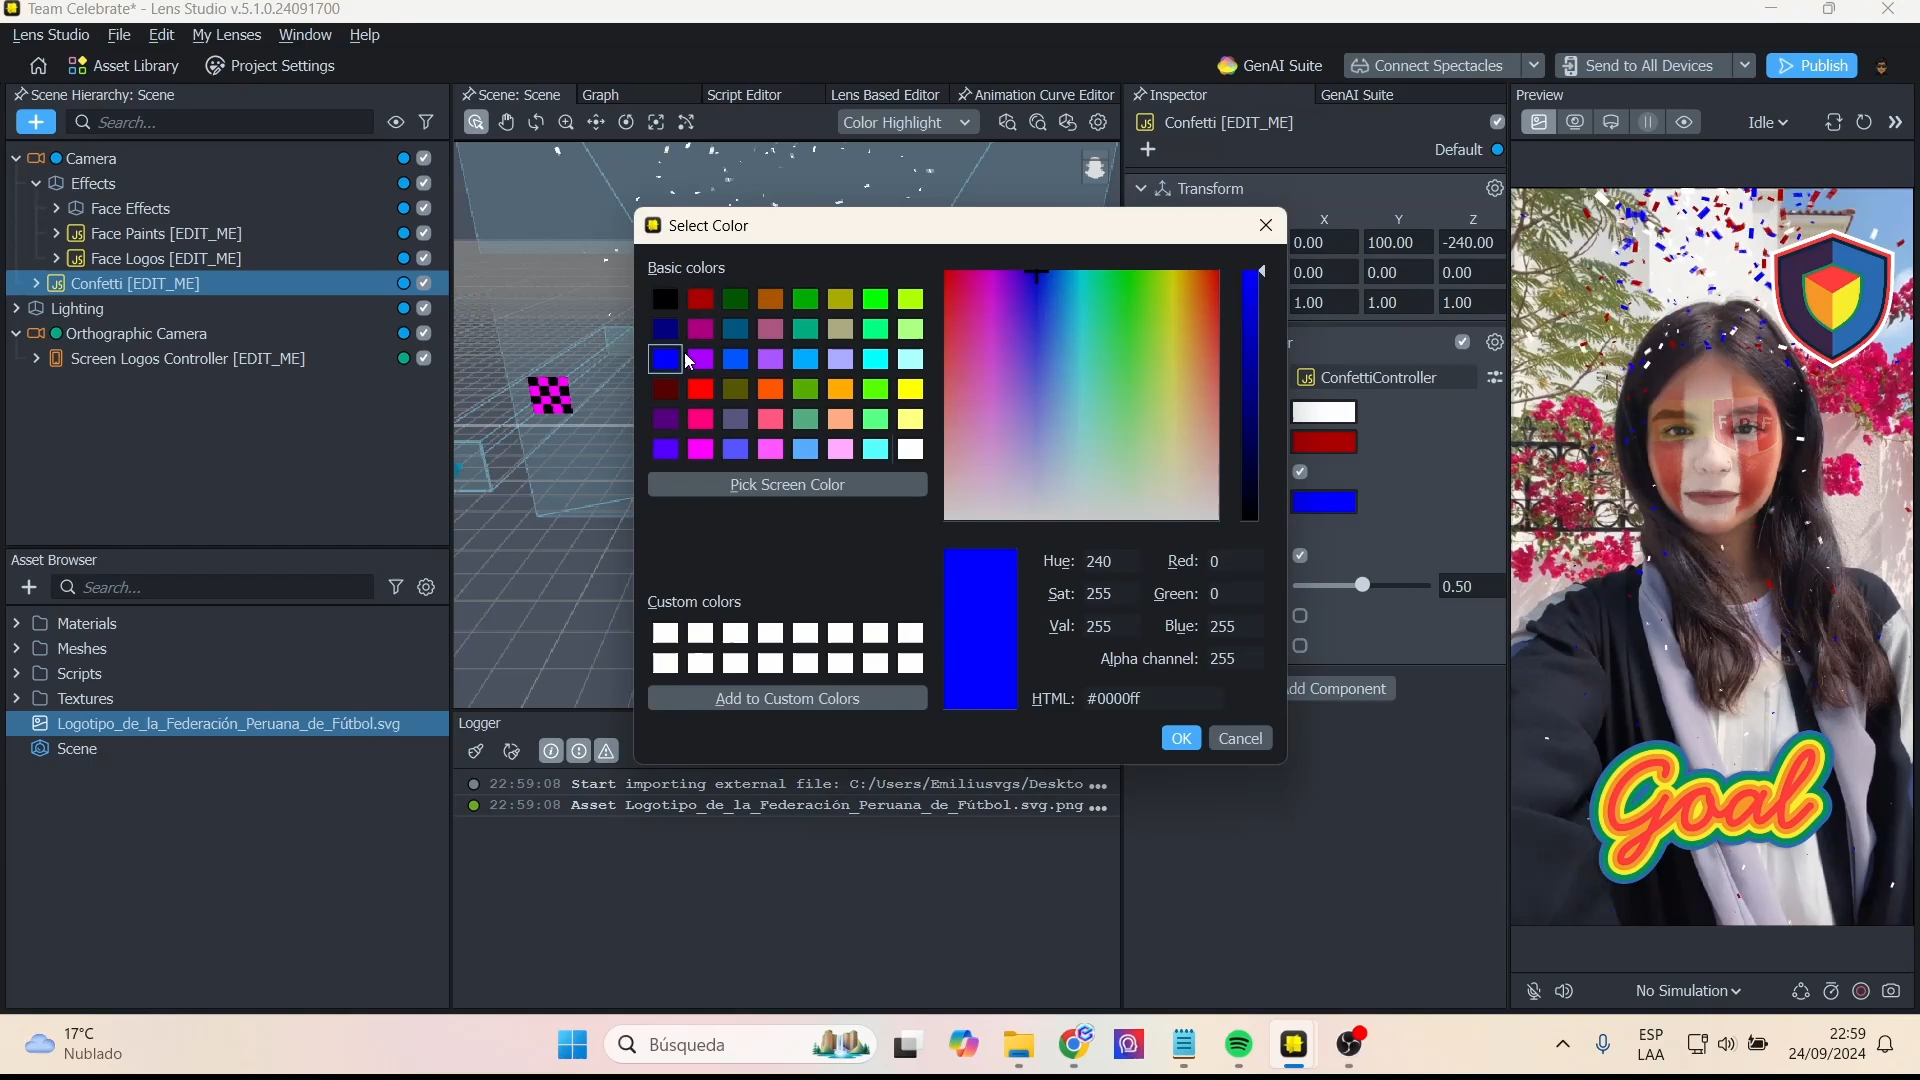 Team Celebrate* - Lens Studio v.5.1.0.24091700
Lens Studio File Edit My Lenses Window Help
Asset Library Project Settings GenAI Suite Connect Spectacles Send to All Devices Publish
Scene Hierarchy: Scene
Search...
Camera
Effects
Face Effects
Face Paints [EDIT_ME]
Face Logos [EDIT_ME]
Confetti [EDIT_ME]
Lighting
Orthographic Camera
Screen Logos Controller [EDIT_ME]
Asset Browser
Search...
Materials
Meshes
Scripts
Textures
Logotipo_de_la_Federación_Peruana_de_Fútbol.svg
Scene
Scene: Scene Graph Script Editor Lens Based Editor Animation Curve Editor
Color Highlight
Select Color
Basic colors
Pick Screen Color
Custom colors
Add to Custom Colors
Hue: 240 Red: 0
Sat: 255 Green: 0
Val: 255 Blue: 255
Alpha channel: 255
HTML: #0000ff
OK Cancel
Logger
22:59:08 Start importing external file: C:/Users/Emiliusvgs/Deskto
22:59:08 Asset Logotipo_de_la_Federación_Peruana_de_Fútbol.svg.png
Inspector GenAI Suite
Confetti [EDIT_ME]
Default
Transform
X Y Z
0.00 100.00 -240.00
0.00 0.00 0.00
1.00 1.00 1.00
ConfettiController
0.50
dd Component
Preview
Idle
FPF
Goal
No Simulation
17°C
Nublado
Búsqueda
ESP
LAA
22:59
24/09/2024